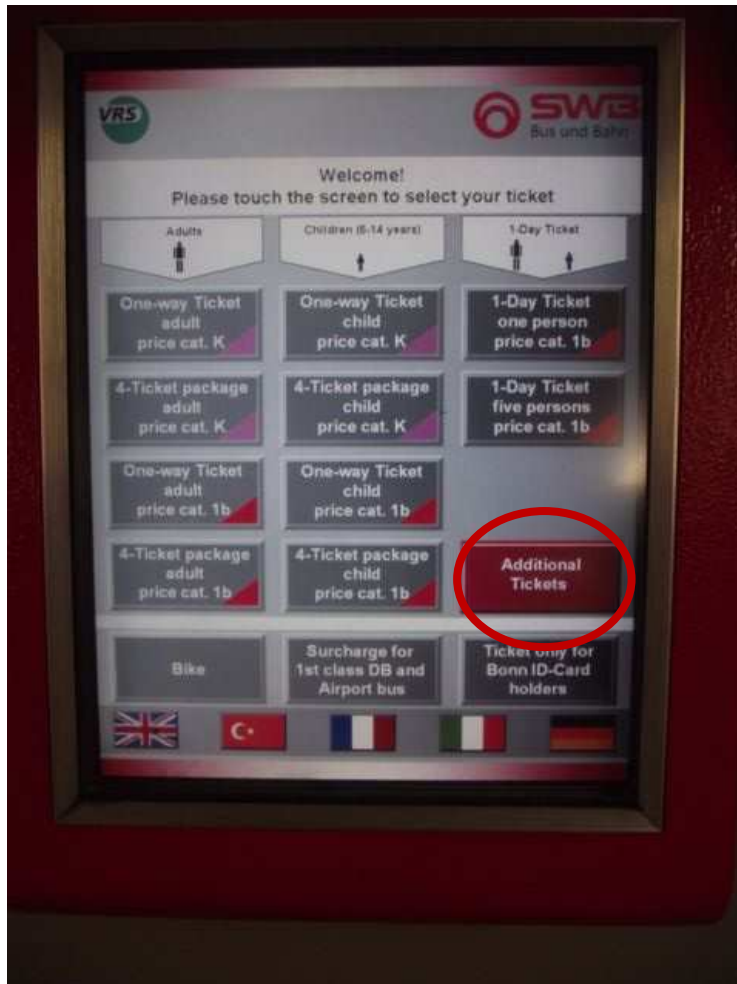 VRS
SWB
Bus und Bahn
Welcome!
Please touch the screen to select your ticket
Adults
Children (6-14 years)
1-Day Ticket
One-way Ticket
adult
price cat. K
One-way Ticket
child
price cat. K
1-Day Ticket
one person
price cat. 1b
4-Ticket package
adult
price cat. K
4-Ticket package
child
price cat. K
1-Day Ticket
five persons
price cat. 1b
One-way Ticket
adult
price cat. 1b
One-way Ticket
child
price cat. 1b
4-Ticket package
adult
price cat. 1b
4-Ticket package
child
price cat. 1b
Additional
Tickets
Bike
Surcharge for
1st class DB and
Airport bus
Ticket only for
Bonn ID-Card
holders